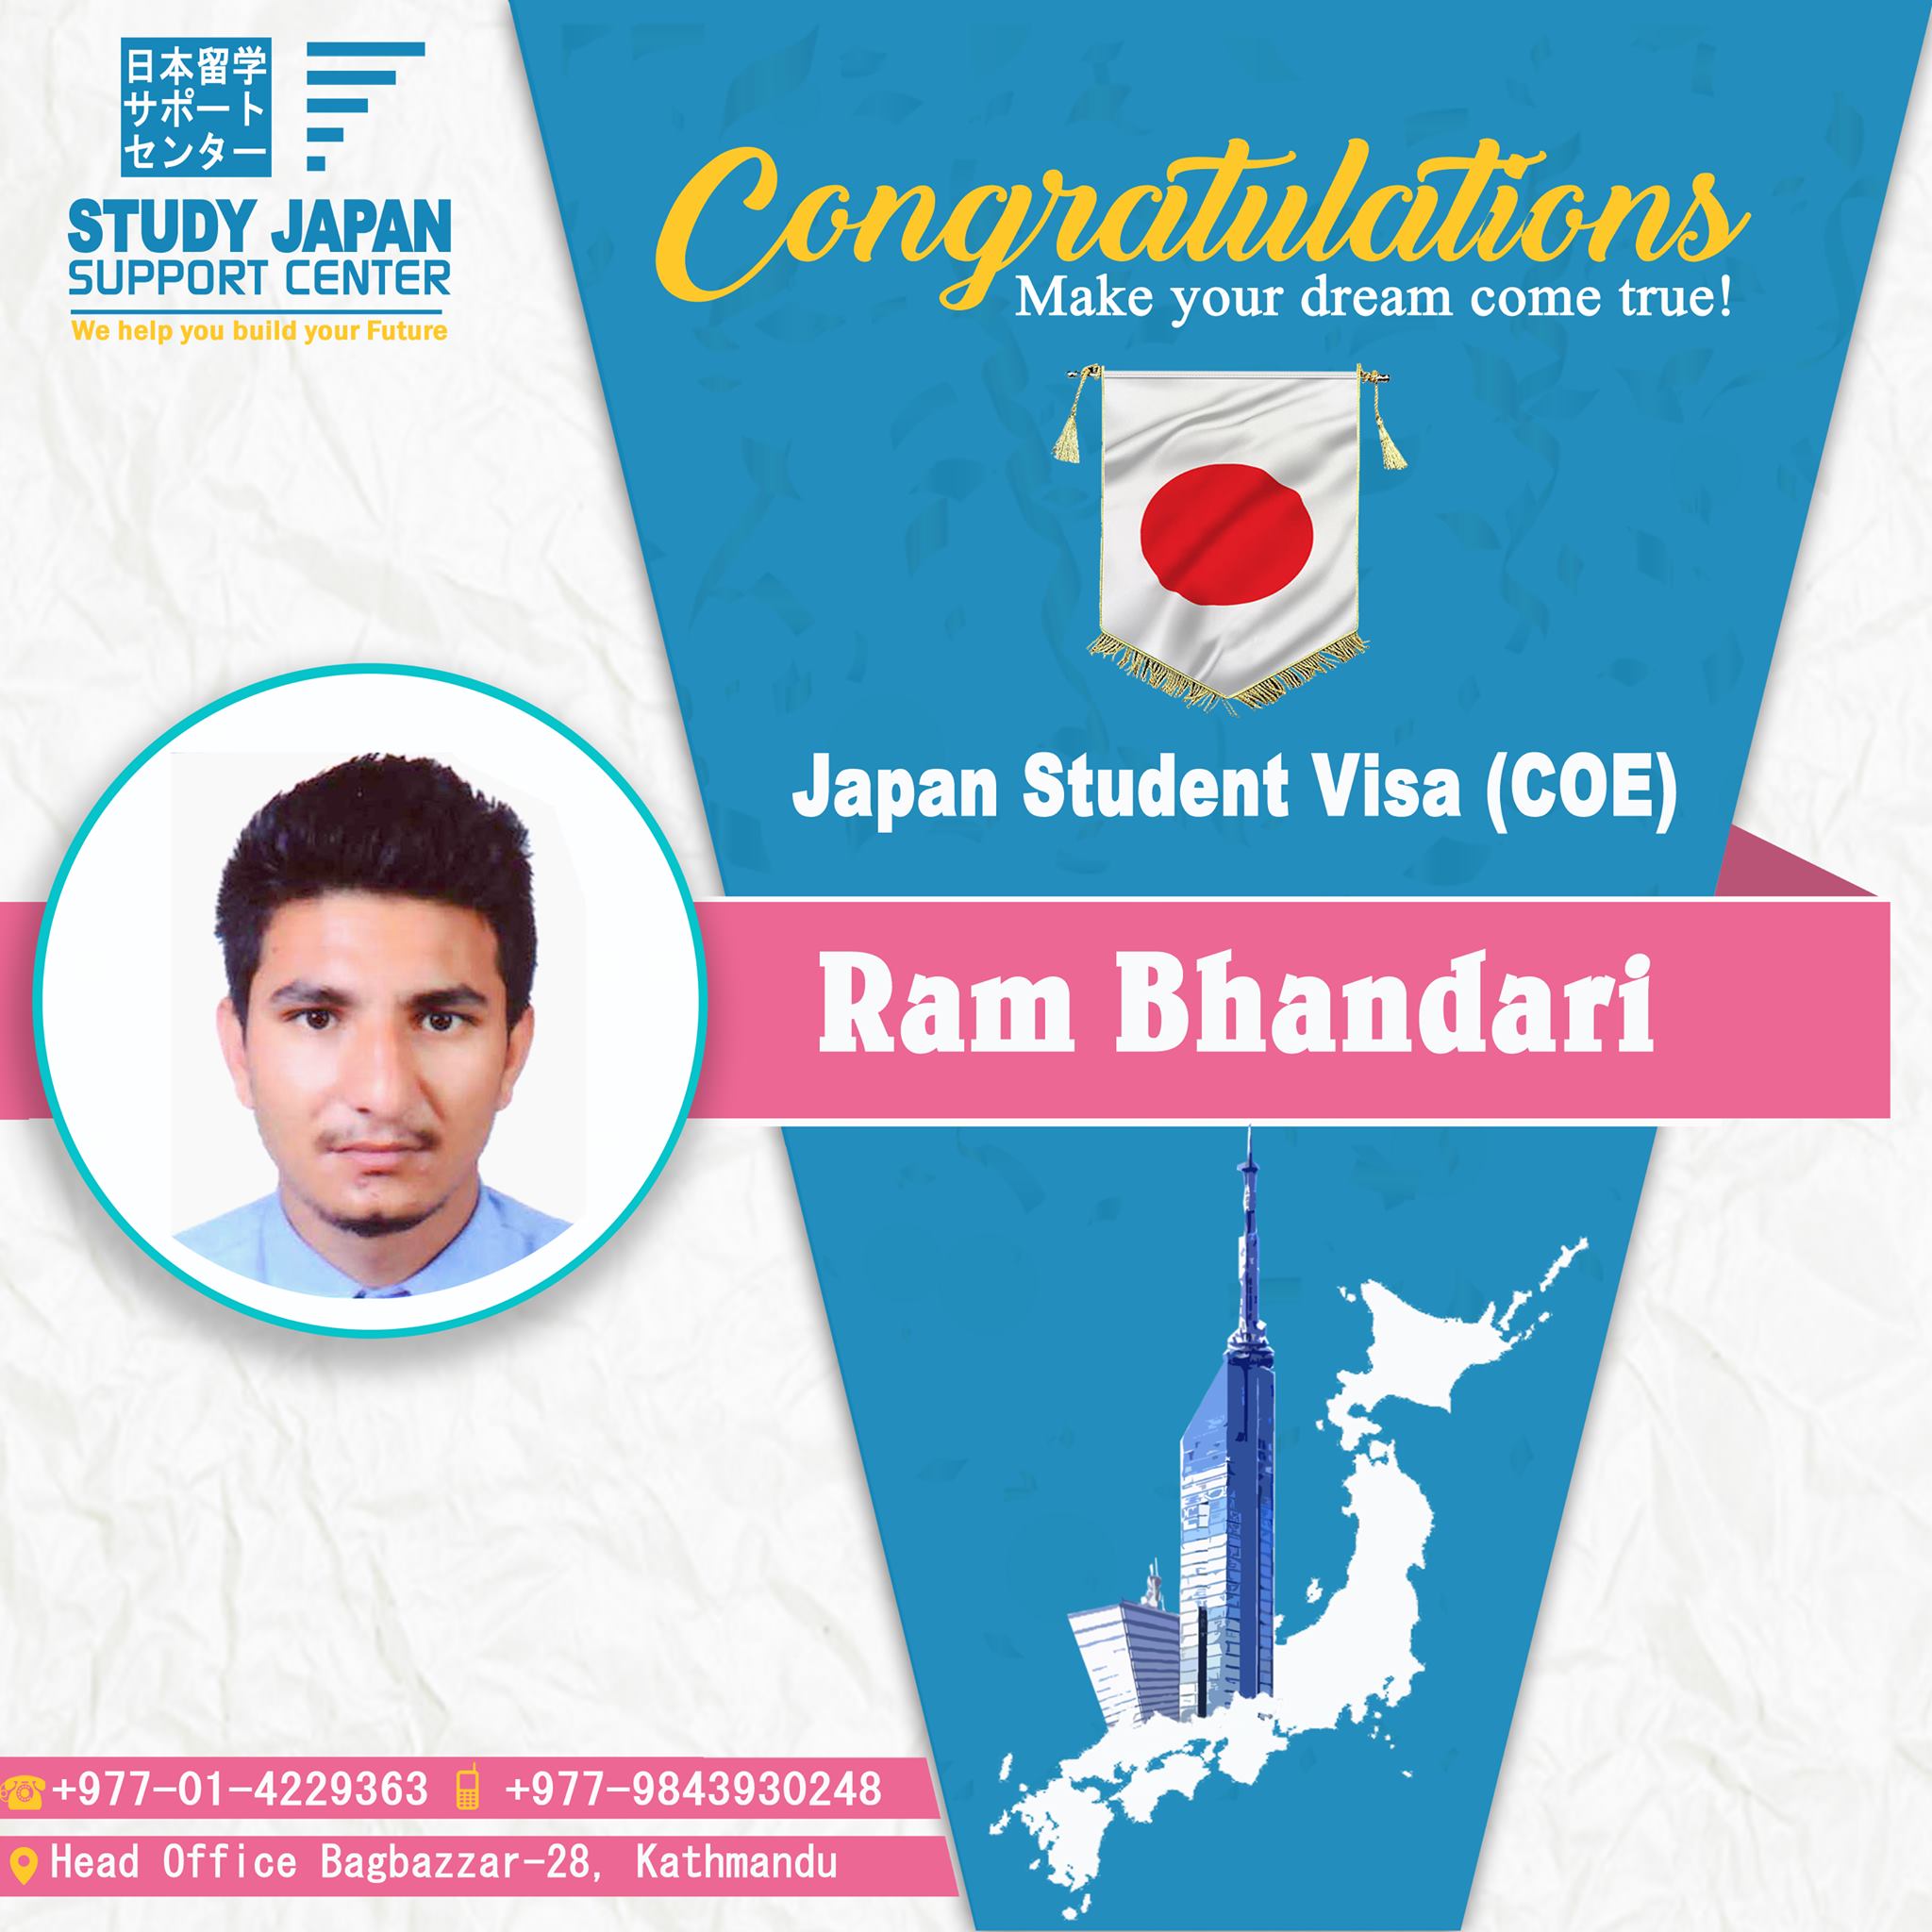 日本留学
サポート
センター
STUDY JAPAN
SUPPORT CENTER
We help you build your Future
Congratulations
Make your dream come true!
Japan Student Visa (COE)
Ram Bhandari
+977-01-4229363 +977-9843930248
Head Office Bagbazzar-28, Kathmandu